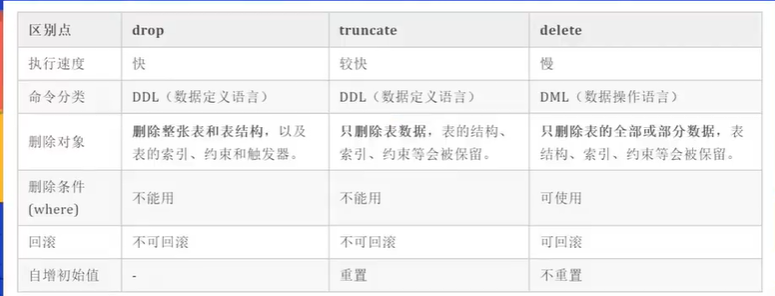 区别点 drop truncate delete
执行速度 快 较快 慢
命令分类 DDL（数据定义语言） DDL（数据定义语言） DML（数据操作语言）
删除对象 删除整张表和表结构，以及 只删除表数据，表的结构、 只删除表的全部或部分数据，表
表的索引、约束和触发器。 索引、约束等会被保留。 结构、索引、约束等会被保留。
删除条件
(where) 不能用 不能用 可使用
回滚 不可回滚 不可回滚 可回滚
自增初始值 - 重置 不重置